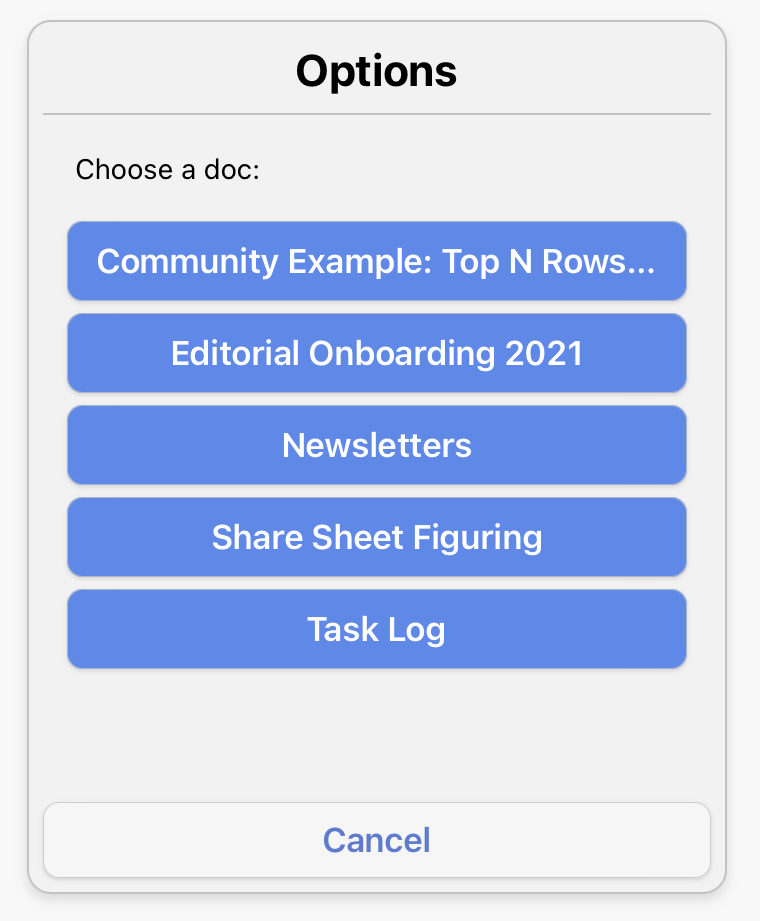 Options
Choose a doc:
Community Example: Top N Rows...
Editorial Onboarding 2021
Newsletters
Share Sheet Figuring
Task Log
Cancel